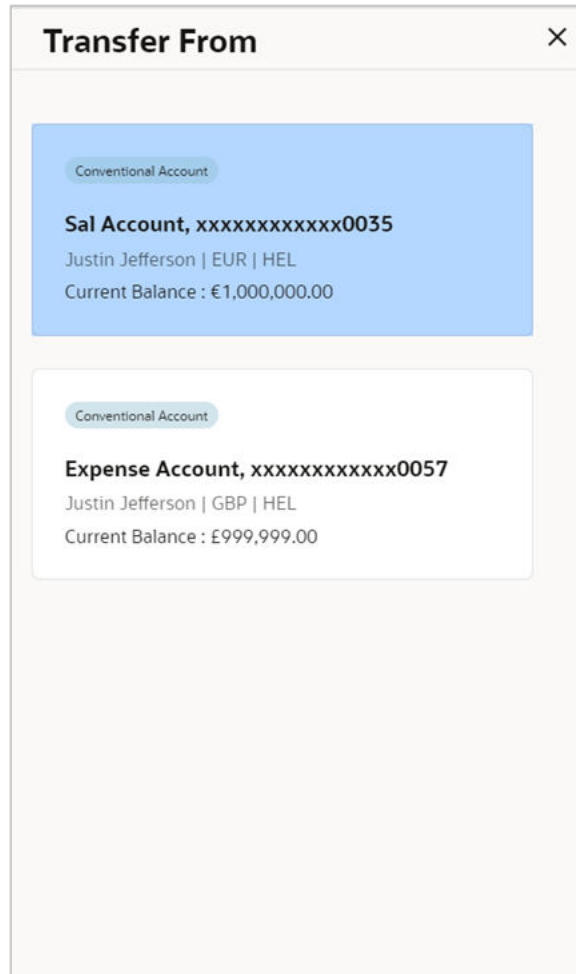 Transfer From
Conventional Account
Sal Account, xxxxxxxxxxxx0035
Justin Jefferson | EUR | HEL
Current Balance : €1,000,000.00
Conventional Account
Expense Account, xxxxxxxxxxxx0057
Justin Jefferson | GBP | HEL
Current Balance : £999,999.00